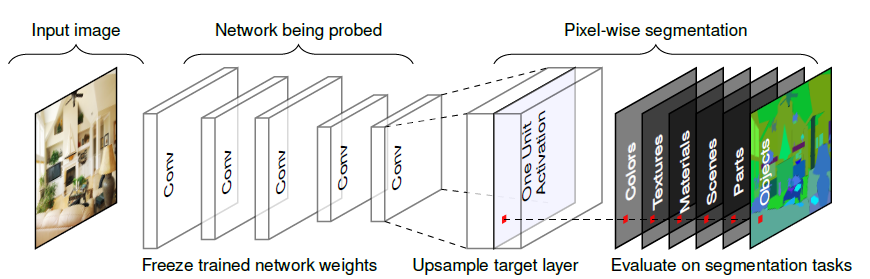 Input image
Network being probed
Pixel-wise segmentation
Conv
Conv
Conv
Conv
Conv
One Unit
Activation
Colors
Textures
Materials
Scenes
Parts
Objects
Freeze trained network weights
Upsample target layer
Evaluate on segmentation tasks